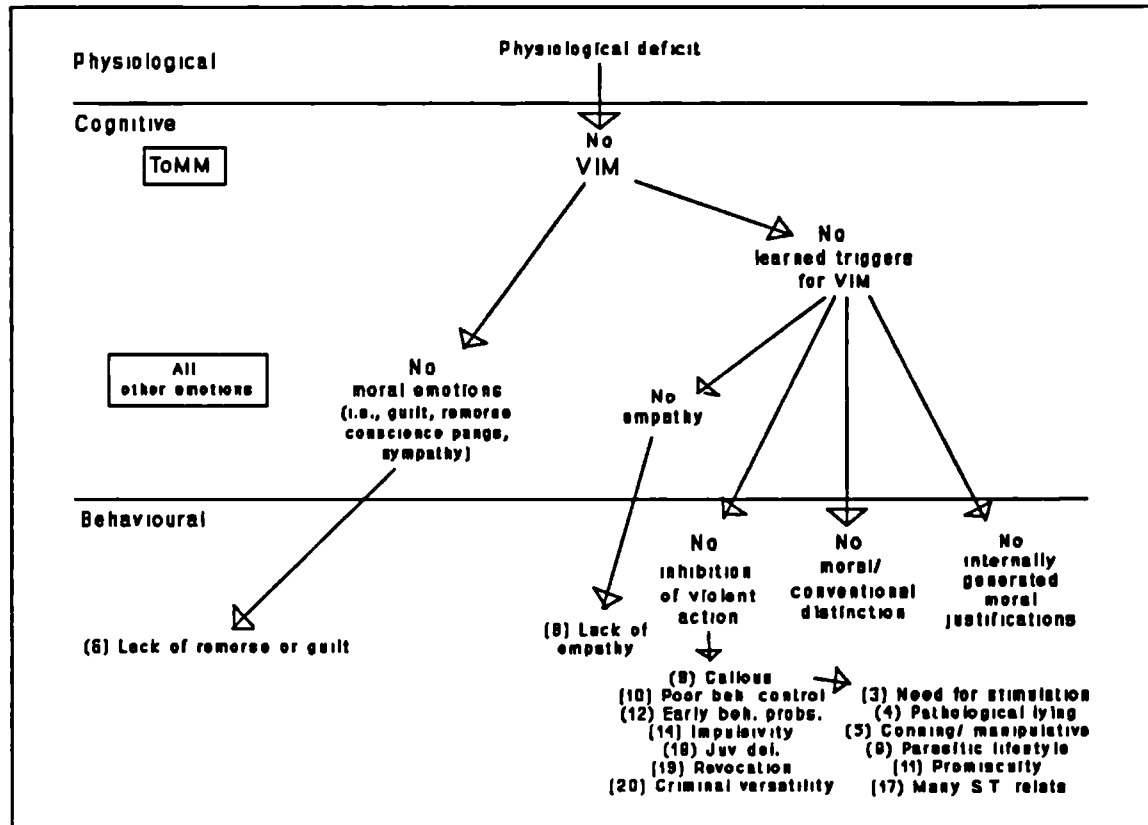 Physiological
Physiological deficit
Cognitive
ToMM
No
VIM
No
learned triggers
for VIM
All
other emotions
No
moral emotions
(i.e., guilt, remorse
conscience pangs,
sympathy)
No
empathy
Behavioural
No
inhibition
of violent
action
No
moral/
conventional
distinction
No
internally
generated
moral
justifications
(6) Lack of remorse or guilt
(8) Lack of
empathy
(9) Callous
(10) Poor beh. control
(12) Early beh. probs.
(14) Impulsivity
(18) Juv del.
(19) Revocation
(20) Criminal versatility
(3) Need for stimulation
(4) Pathological lying
(5) Conning/ manipulative
(9) Parasitic lifestyle
(11) Promiscuity
(17) Many S T relats